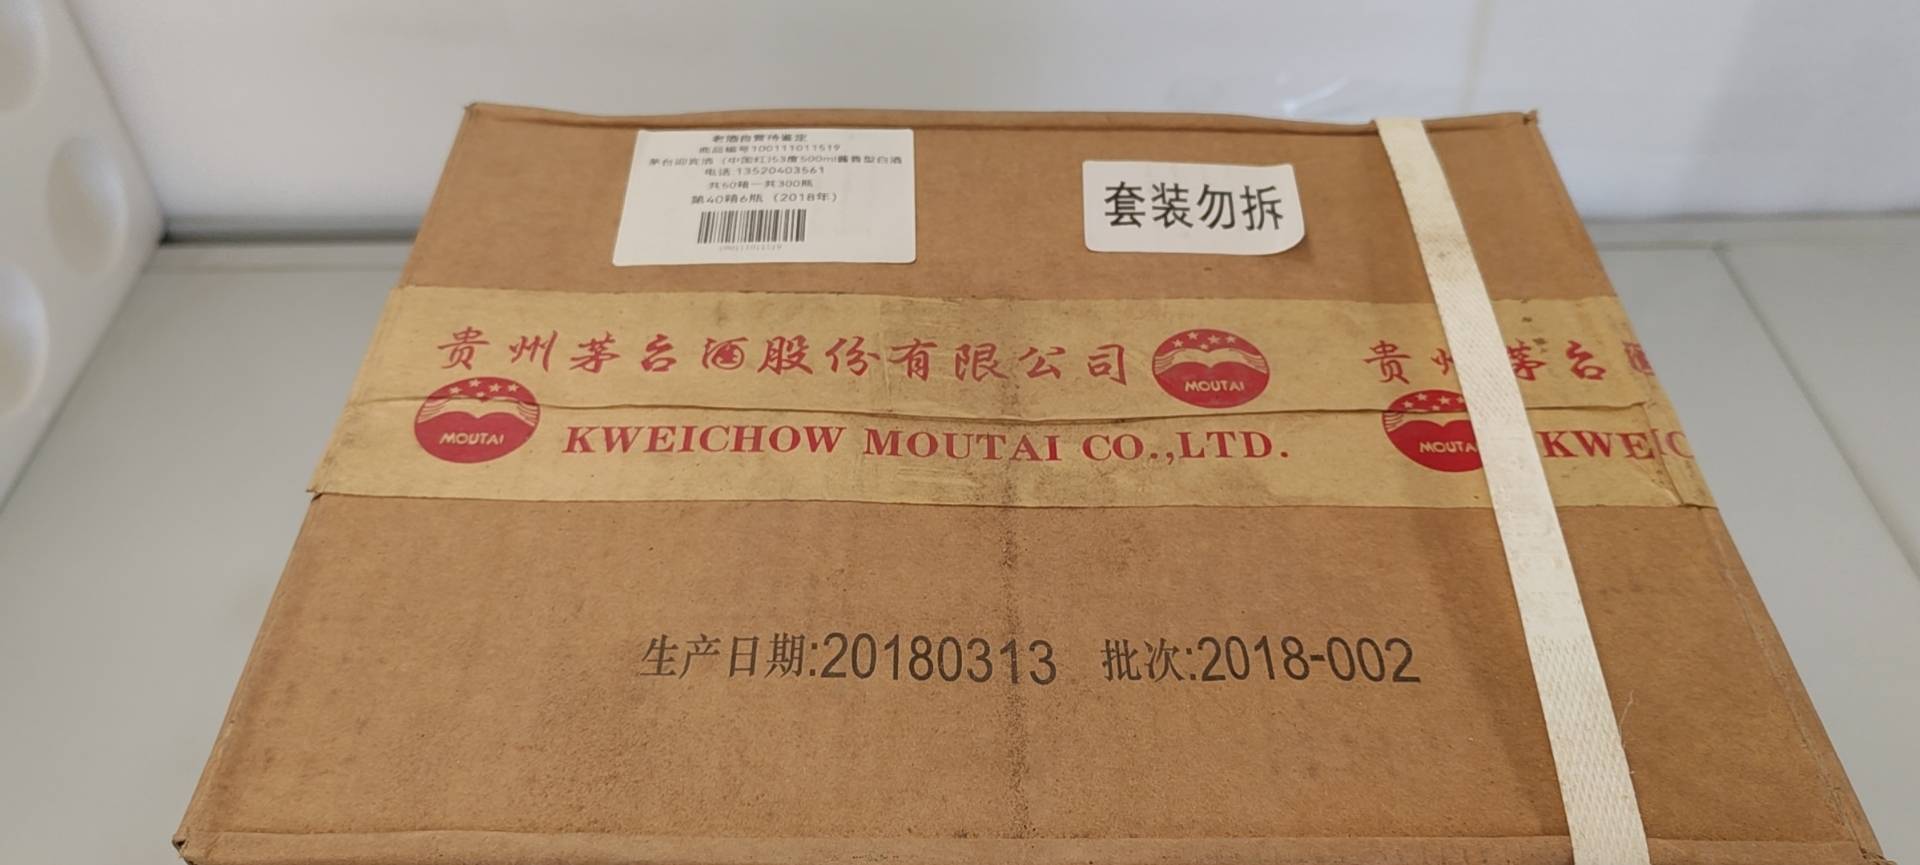 老酒自营待鉴定
商品编号100111011519
茅台迎宾酒（中国红)53度500ml酱香型白酒
电话:13520403561
共50箱一共300瓶
第40箱6瓶（2018年）
100111011519
套装勿拆
贵州茅台酒股份有限公司
MOUTAI
贵州茅台酒
MOUTAI
KWEICHOW MOUTAI CO.,LTD.
MOUTA
KWEIC
生产日期:20180313 批次:2018-002